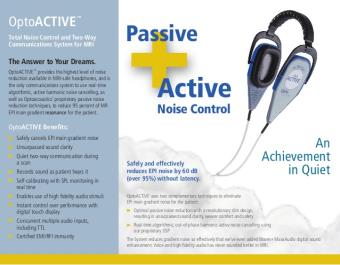 OptoACTIVE™
Total Noise Control and Two-Way
Communications System for MRI
The Answer to Your Dreams.
OptoACTIVE™ provides the highest level of noise
reduction available in MRI-safe headphones, and is
the only communications system to use real-time
algorithmic, active harmonic noise cancelling, as
well as Optoacoustics' proprietary passive noise
reduction techniques, to reduce 95 percent of MRI
EPI main gradient resonance for the patient.
OptoACTIVE Benefits:
Safely cancels EPI main gradient noise
Unsurpassed sound clarity
Quiet two-way communication during
a scan
Records sound as patient hears it
Self-calibrating with SPL monitoring in
real time
Enables use of high fidelity audio stimuli
Instant control over performance with
digital touch display
Concurrent multiple audio inputs,
including TTL
Certified EMI/RFI immunity
Passive
+
Active
Noise Control
An
Achievement
in Quiet
Safely and effectively
reduces EPI noise by 60 dB
(over 95%) without latency.
OptoACTIVE uses two complementary techniques to eliminate
EPI main gradient noise for the patient:
Optimal passive noise reduction with a revolutionary slim design,
resulting in unsurpassed sound clarity, wearer comfort and safety
Real-time algorithmic, out-of-phase harmonic active noise cancelling using
our proprietary DSP
The System reduces gradient noise so effectively that we've even added
digital sound
enhancement. Voice and high fidelity audio has never sounded better in MRI.